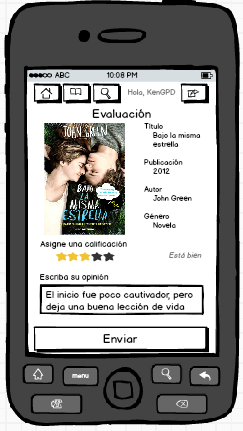 ABC 10:08 PM
Hola, KenGPD
Evaluación
JOHN GREEN
BAJO
LA
MISMA
ESTRELLA
Título
Bajo la misma
estrella
Publicación
2012
Autor
John Green
Género
Novela
Asigne una calificación
Está bien
Escriba su opinión
El inicio fue poco cautivador, pero
deja una buena lección de vida
Enviar
menu